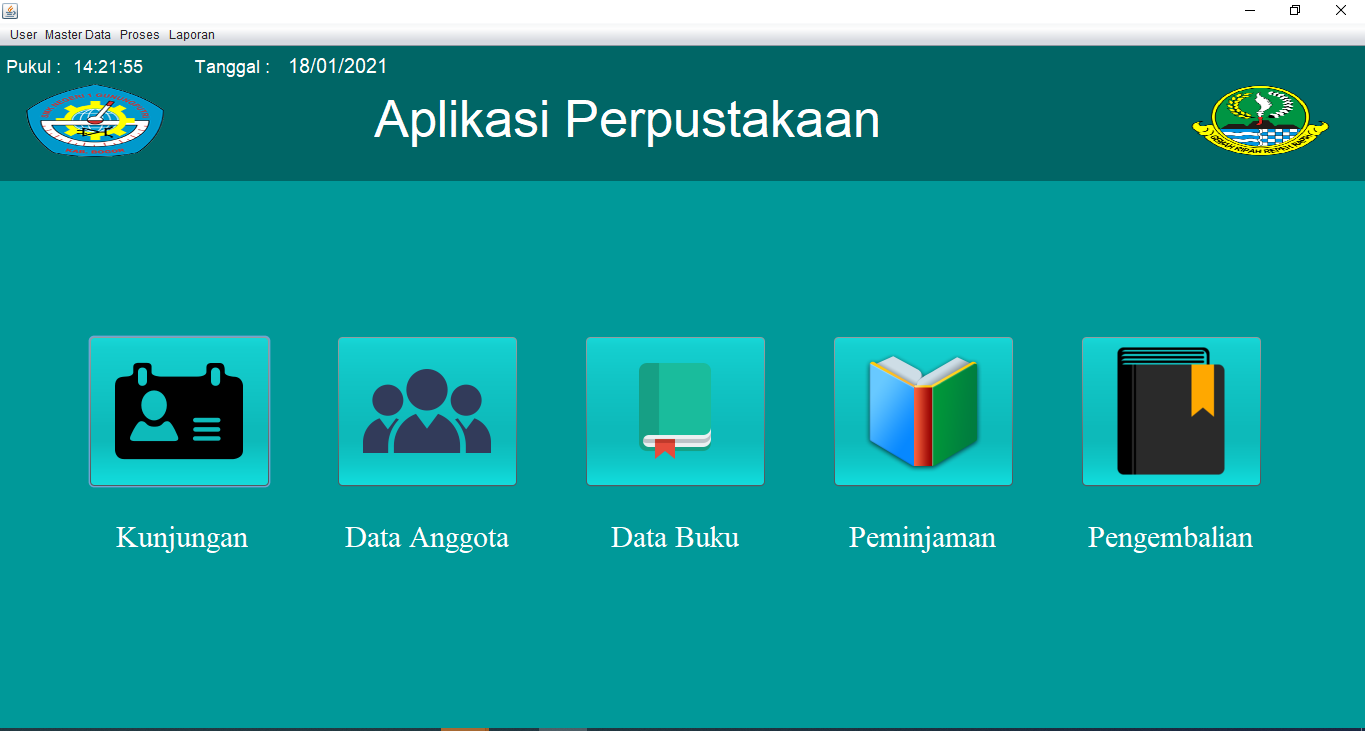 User Master Data Proses Laporan
Pukul : 14:21:55 Tanggal : 18/01/2021
Aplikasi Perpustakaan
Kunjungan Data Anggota Data Buku Peminjaman Pengembalian